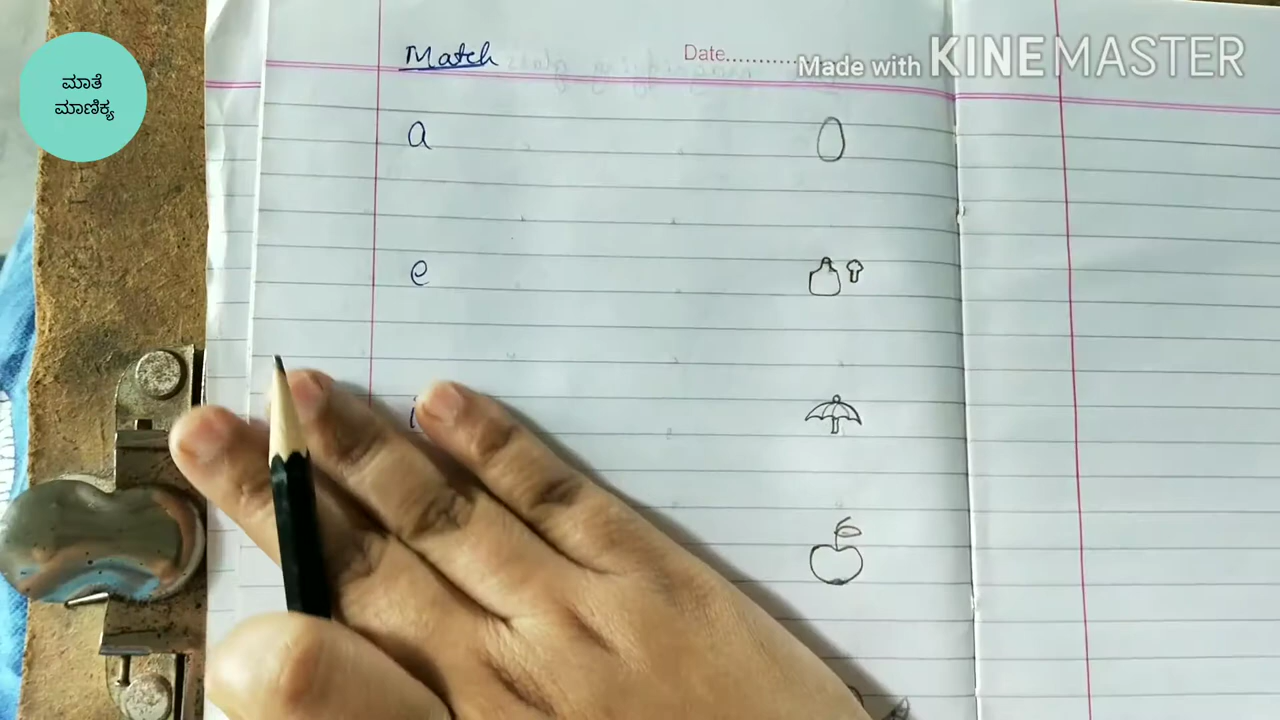 ಮಾತೆ
ಮಾಣಿಕ್ಯ
Match
Date............
Made with KINEMASTER
a
e
i